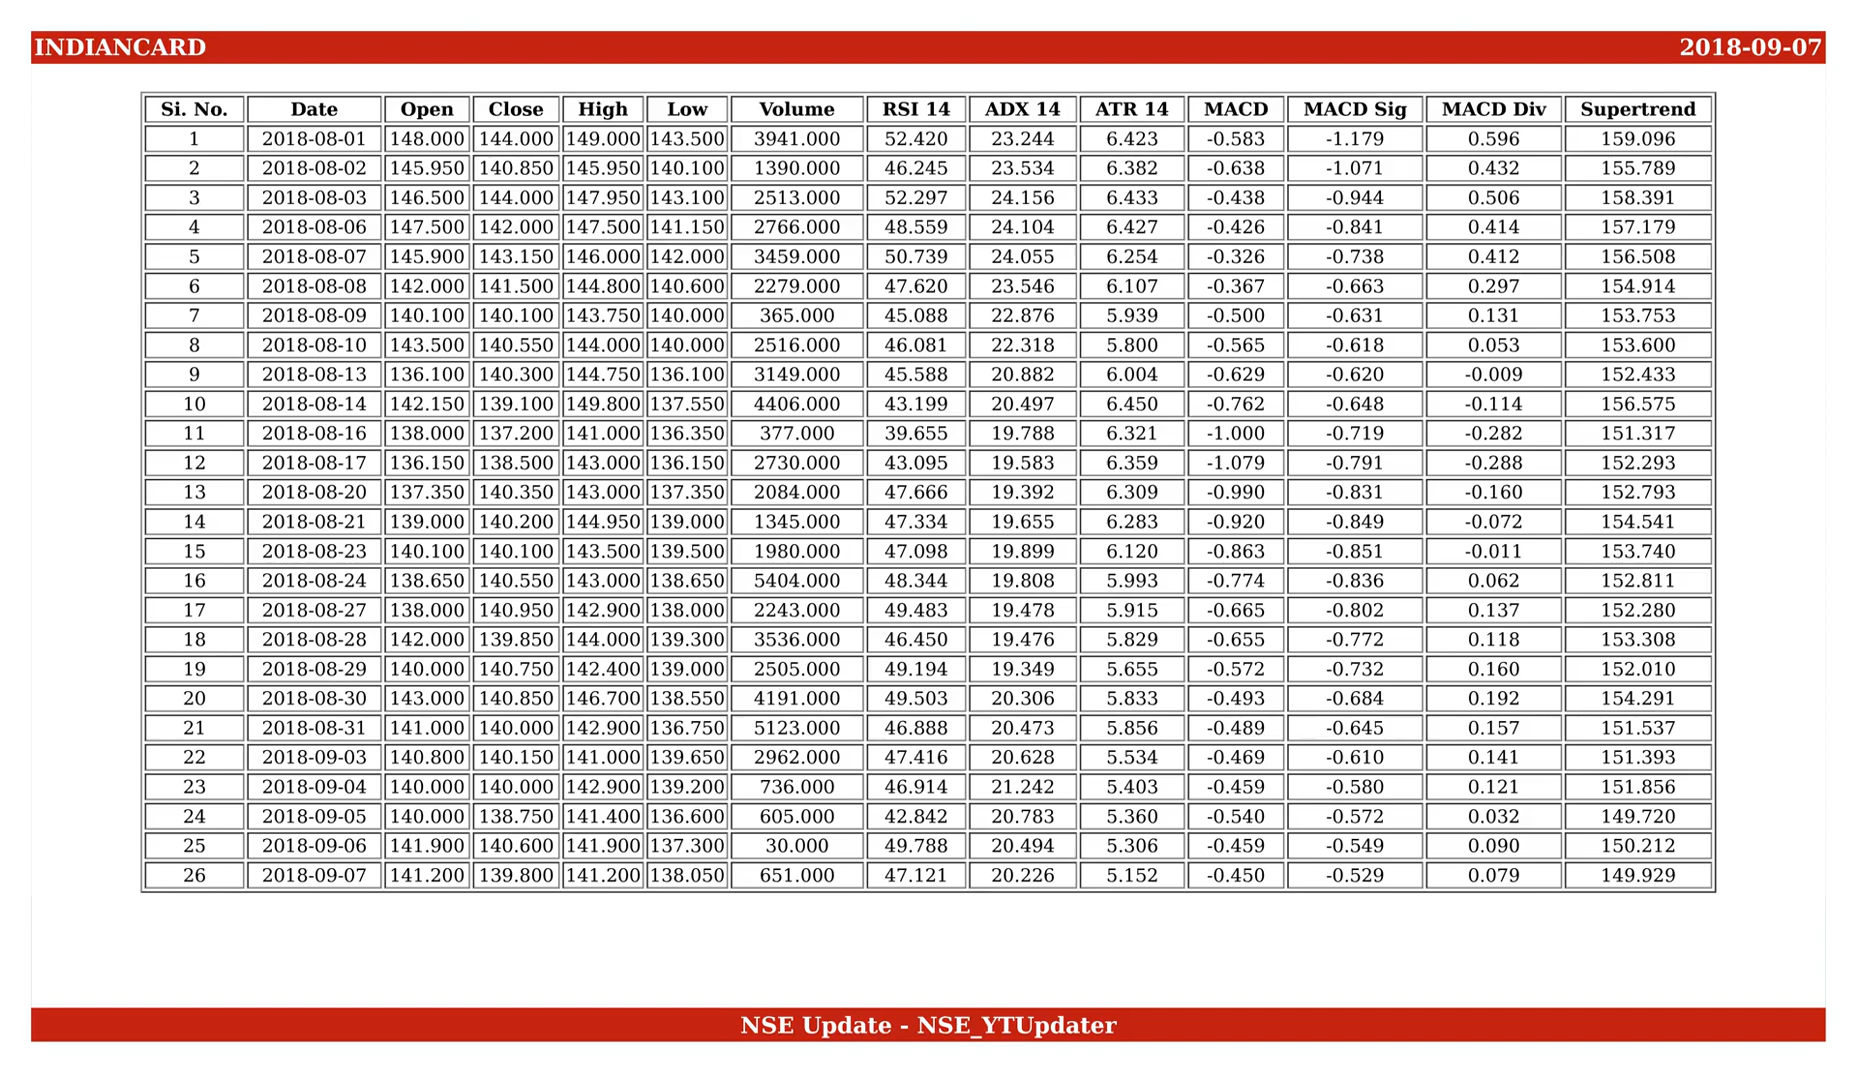 INDIANCARD 2018-09-07
Si. No. Date Open Close High Low Volume RSI 14 ADX 14 ATR 14 MACD MACD Sig MACD Div Supertrend
1 2018-08-01 148.000 144.000 149.000 143.500 3941.000 52.420 23.244 6.423 -0.583 -1.179 0.596 159.096
2 2018-08-02 145.950 140.850 145.950 140.100 1390.000 46.245 23.534 6.382 -0.638 -1.071 0.432 155.789
3 2018-08-03 146.500 144.000 147.950 143.100 2513.000 52.297 24.156 6.433 -0.438 -0.944 0.506 158.391
4 2018-08-06 147.500 142.000 147.500 141.150 2766.000 48.559 24.104 6.427 -0.426 -0.841 0.414 157.179
5 2018-08-07 145.900 143.150 146.000 142.000 3459.000 50.739 24.055 6.254 -0.326 -0.738 0.412 156.508
6 2018-08-08 142.000 141.500 144.800 140.600 2279.000 47.620 23.546 6.107 -0.367 -0.663 0.297 154.914
7 2018-08-09 140.100 140.100 143.750 140.000 365.000 45.088 22.876 5.939 -0.500 -0.631 0.131 153.753
8 2018-08-10 143.500 140.550 144.000 140.000 2516.000 46.081 22.318 5.800 -0.565 -0.618 0.053 153.600
9 2018-08-13 136.100 140.300 144.750 136.100 3149.000 45.588 20.882 6.004 -0.629 -0.620 -0.009 152.433
10 2018-08-14 142.150 139.100 149.800 137.550 4406.000 43.199 20.497 6.450 -0.762 -0.648 -0.114 156.575
11 2018-08-16 138.000 137.200 141.000 136.350 377.000 39.655 19.788 6.321 -1.000 -0.719 -0.282 151.317
12 2018-08-17 136.150 138.500 143.000 136.150 2730.000 43.095 19.583 6.359 -1.079 -0.791 -0.288 152.293
13 2018-08-20 137.350 140.350 143.000 137.350 2084.000 47.666 19.392 6.309 -0.990 -0.831 -0.160 152.793
14 2018-08-21 139.000 140.200 144.950 139.000 1345.000 47.334 19.655 6.283 -0.920 -0.849 -0.072 154.541
15 2018-08-23 140.100 140.100 143.500 139.500 1980.000 47.098 19.899 6.120 -0.863 -0.851 -0.011 153.740
16 2018-08-24 138.650 140.550 143.000 138.650 5404.000 48.344 19.808 5.993 -0.774 -0.836 0.062 152.811
17 2018-08-27 138.000 140.950 142.900 138.000 2243.000 49.483 19.478 5.915 -0.665 -0.802 0.137 152.280
18 2018-08-28 142.000 139.850 144.000 139.300 3536.000 46.450 19.476 5.829 -0.655 -0.772 0.118 153.308
19 2018-08-29 140.000 140.750 142.400 139.000 2505.000 49.194 19.349 5.655 -0.572 -0.732 0.160 152.010
20 2018-08-30 143.000 140.850 146.700 138.550 4191.000 49.503 20.306 5.833 -0.493 -0.684 0.192 154.291
21 2018-08-31 141.000 140.000 142.900 136.750 5123.000 46.888 20.473 5.856 -0.489 -0.645 0.157 151.537
22 2018-09-03 140.800 140.150 141.000 139.650 2962.000 47.416 20.628 5.534 -0.469 -0.610 0.141 151.393
23 2018-09-04 140.000 140.000 142.900 139.200 736.000 46.914 21.242 5.403 -0.459 -0.580 0.121 151.856
24 2018-09-05 140.000 138.750 141.400 136.600 605.000 42.842 20.783 5.360 -0.540 -0.572 0.032 149.720
25 2018-09-06 141.900 140.600 141.900 137.300 30.000 49.788 20.494 5.306 -0.459 -0.549 0.090 150.212
26 2018-09-07 141.200 139.800 141.200 138.050 651.000 47.121 20.226 5.152 -0.450 -0.529 0.079 149.929
NSE Update - NSE_YTUpdater